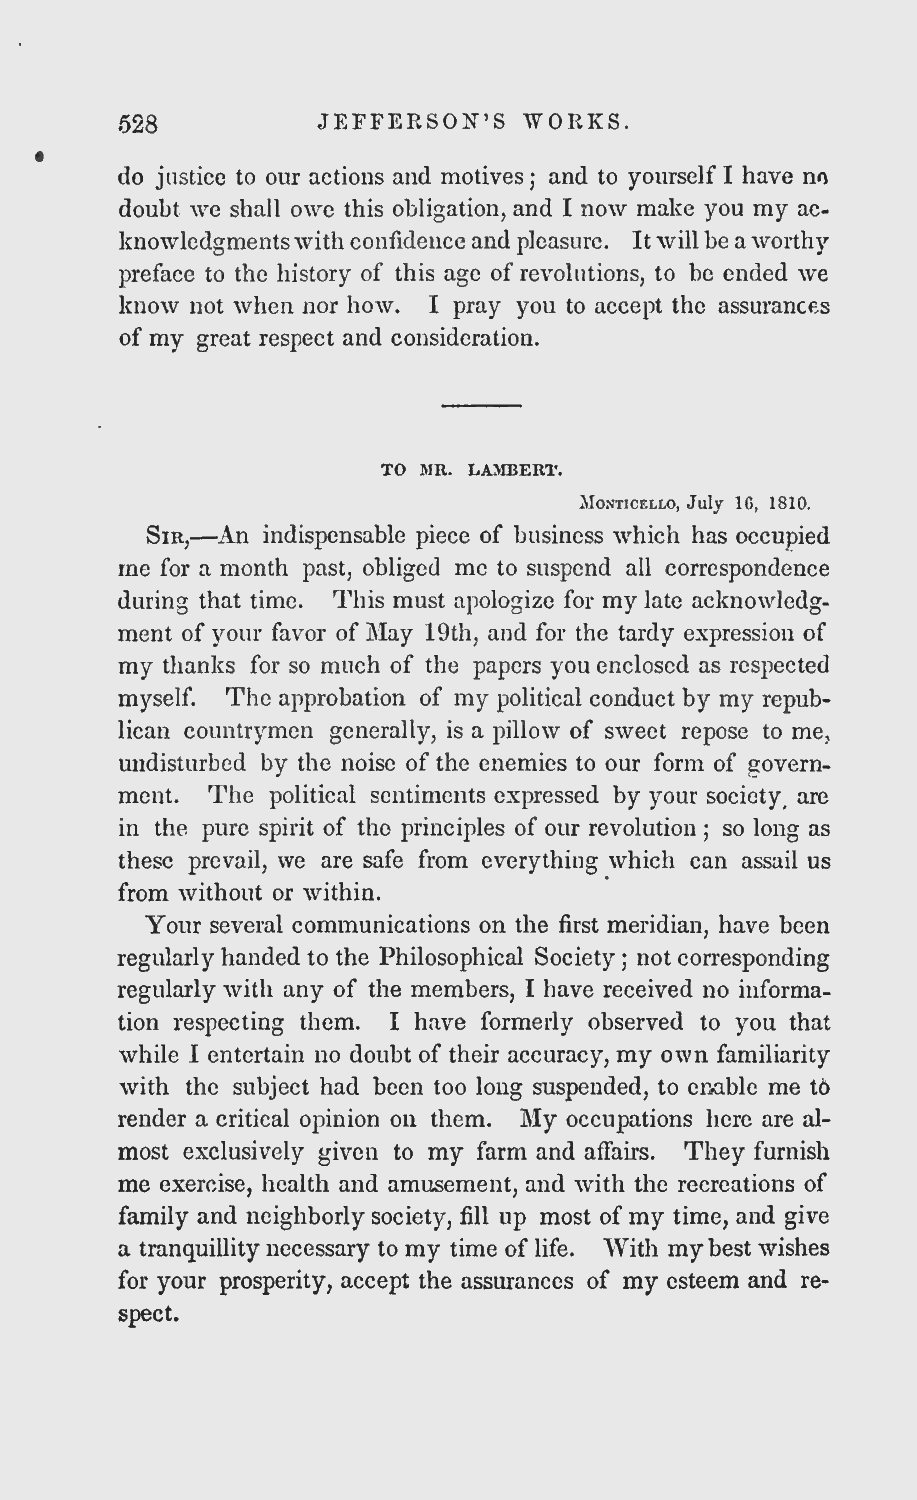 528 JEFFERSON'S WORKS.
do justice to our actions and motives; and to yourself I have no
doubt we shall owe this obligation, and I now make you my ac-
knowledgments with confidence and pleasure. It will be a worthy
preface to the history of this age of revolutions, to be ended we
know not when nor how. I pray you to accept the assurances
of my great respect and consideration.
TO MR. LAMBERT.
MONTICELLO, July 16, 1810.
SIR,—An indispensable piece of business which has occupied
me for a month past, obliged me to suspend all correspondence
during that time. This must apologize for my late acknowledg-
ment of your favor of May 19th, and for the tardy expression of
my thanks for so much of the papers you enclosed as respected
myself. The approbation of my political conduct by my repub-
lican countrymen generally, is a pillow of sweet repose to me,
undisturbed by the noise of the enemies to our form of govern-
ment. The political sentiments expressed by your society, are
in the pure spirit of the principles of our revolution; so long as
these prevail, we are safe from everything which can assail us
from without or within.
Your several communications on the first meridian, have been
regularly handed to the Philosophical Society; not corresponding
regularly with any of the members, I have received no informa-
tion respecting them. I have formerly observed to you that
while I entertain no doubt of their accuracy, my own familiarity
with the subject had been too long suspended, to enable me to
render a critical opinion on them. My occupations here are al-
most exclusively given to my farm and affairs. They furnish
me exercise, health and amusement, and with the recreations of
family and neighborly society, fill up most of my time, and give
a tranquillity necessary to my time of life. With my best wishes
for your prosperity, accept the assurances of my esteem and re-
spect.